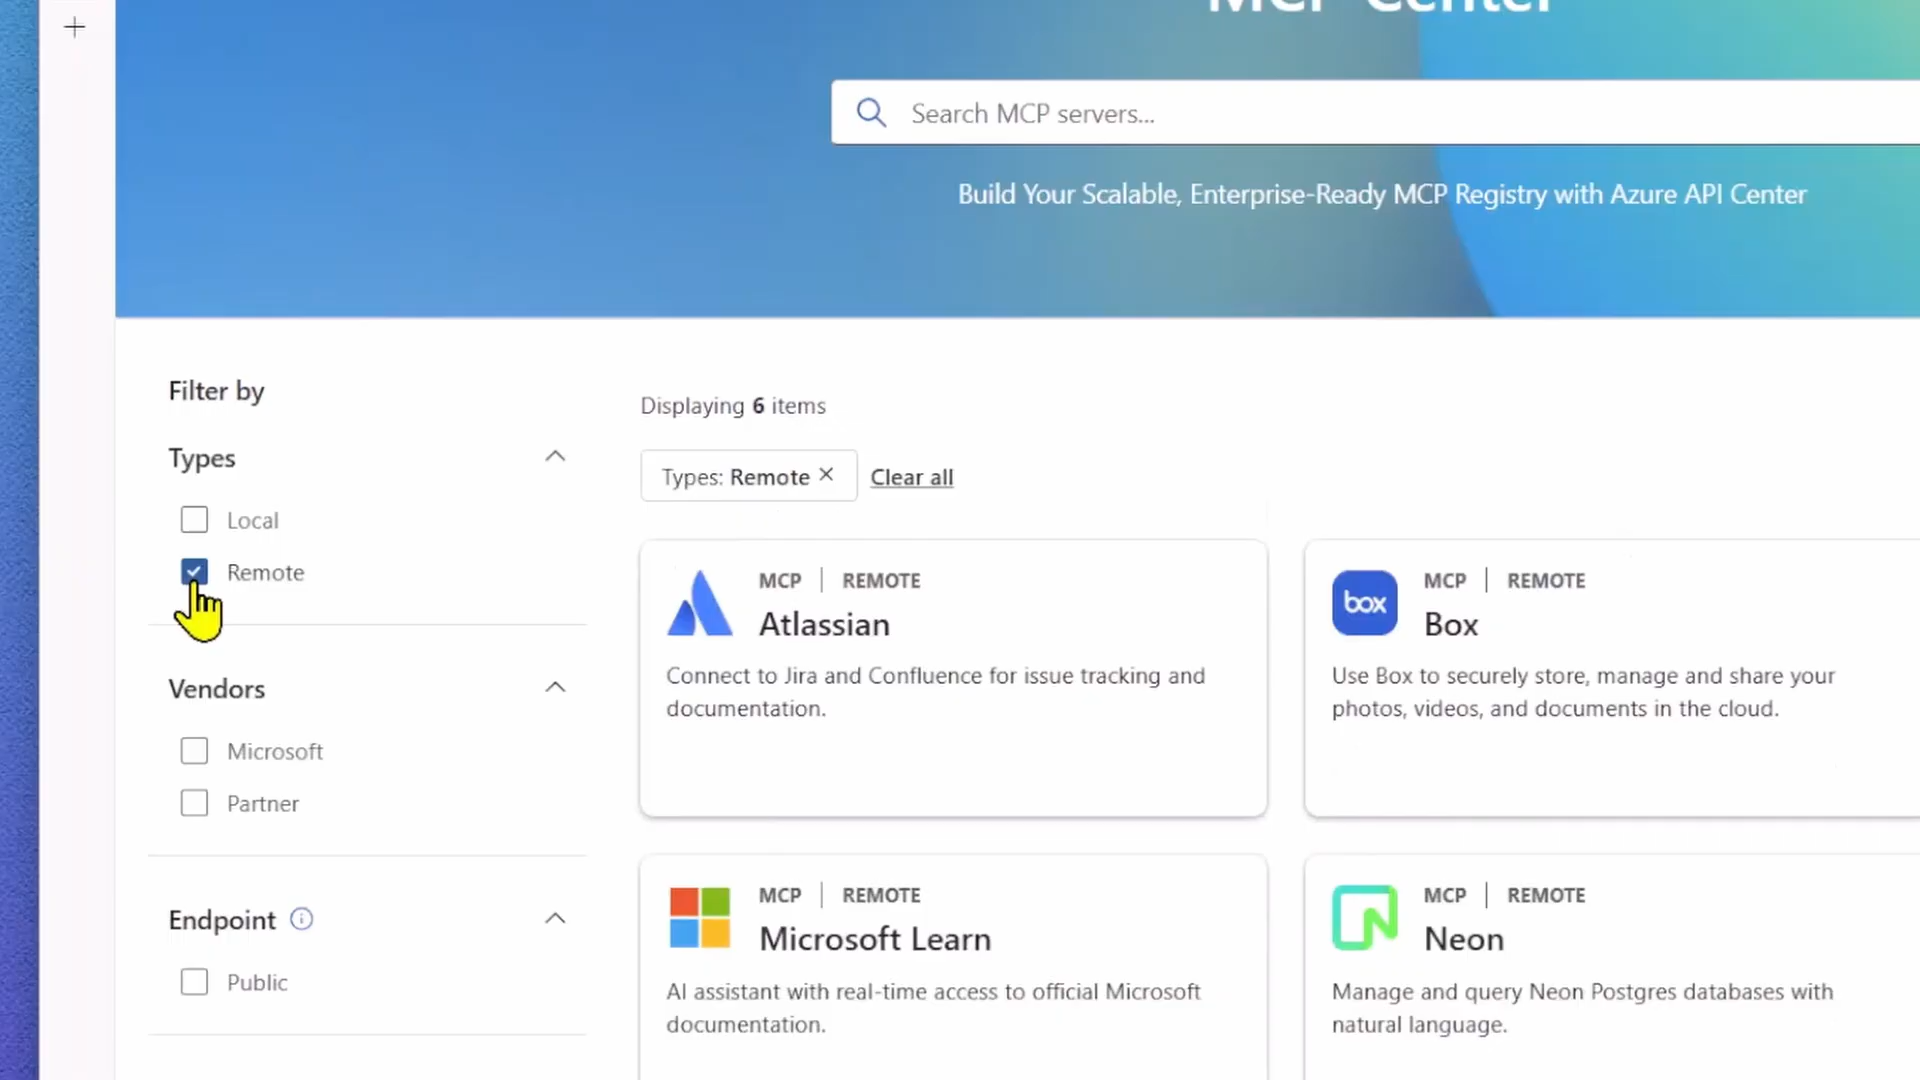 MCP Center
Search MCP servers...
Build Your Scalable, Enterprise-Ready MCP Registry with Azure API Center
Filter by
Types
Local
Remote
Vendors
Microsoft
Partner
Endpoint
Public
Displaying 6 items
Types: Remote
Clear all
MCP | REMOTE
Atlassian
Connect to Jira and Confluence for issue tracking and
documentation.
box
MCP | REMOTE
Box
Use Box to securely store, manage and share your
photos, videos, and documents in the cloud.
MCP | REMOTE
Microsoft Learn
AI assistant with real-time access to official Microsoft
documentation.
MCP | REMOTE
Neon
Manage and query Neon Postgres databases with
natural language.